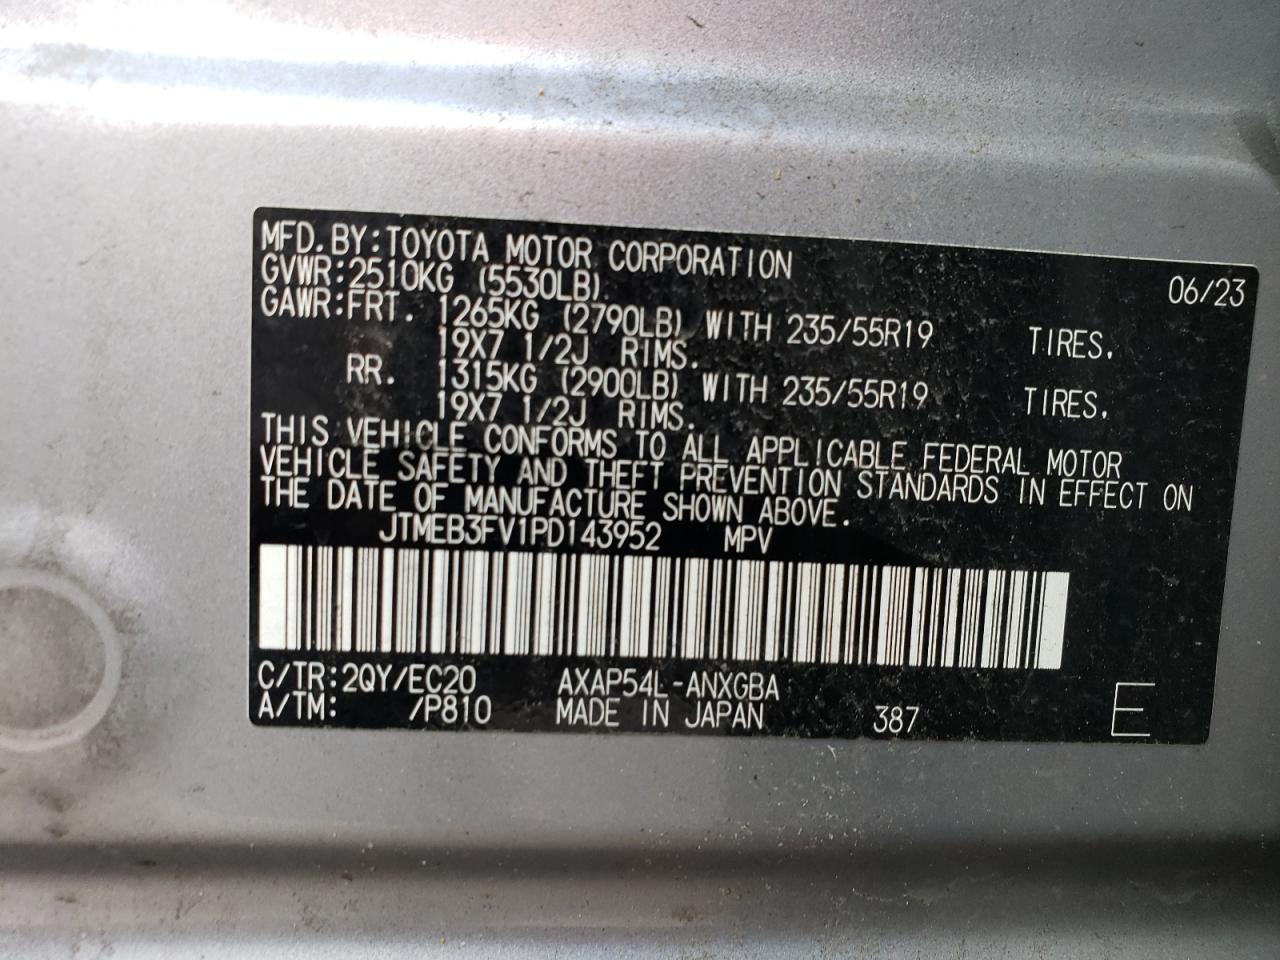 MFD. BY: TOYOTA MOTOR CORPORATION 06/23
GVWR: 2510KG (5530LB)
GAWR: FRT. 1265KG (2790LB) WITH 235/55R19 TIRES.
19X7 1/2J RIMS.
RR. 1315KG (2900LB) WITH 235/55R19 TIRES.
19X7 1/2J RIMS.
THIS VEHICLE CONFORMS TO ALL APPLICABLE FEDERAL MOTOR
VEHICLE SAFETY AND THEFT PREVENTION STANDARDS IN EFFECT ON
THE DATE OF MANUFACTURE SHOWN ABOVE.
JTMEB3FV1PD143952 MPV
C/TR: 2QY/EC20 AXAP54L-ANXGBA
A/TM: /P810 MADE IN JAPAN 387 E